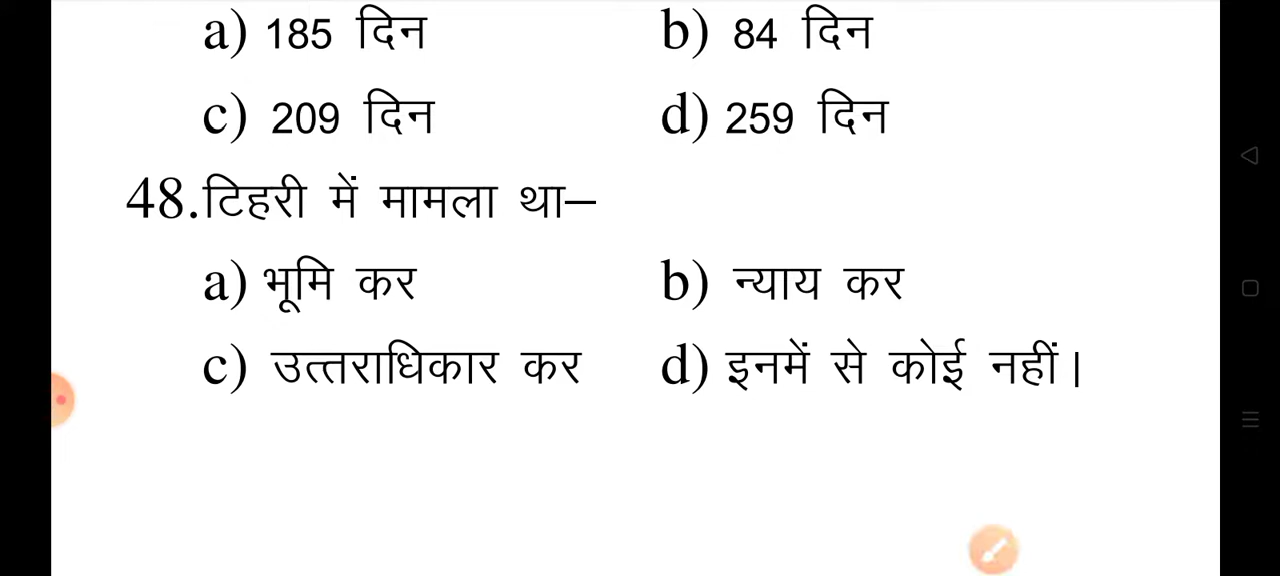 a) 185 दिन b) 84 दिन
c) 209 दिन d) 259 दिन
48.टिहरी में मामला था–
a) भूमि कर b) न्याय कर
c) उत्तराधिकार कर d) इनमें से कोई नहीं।